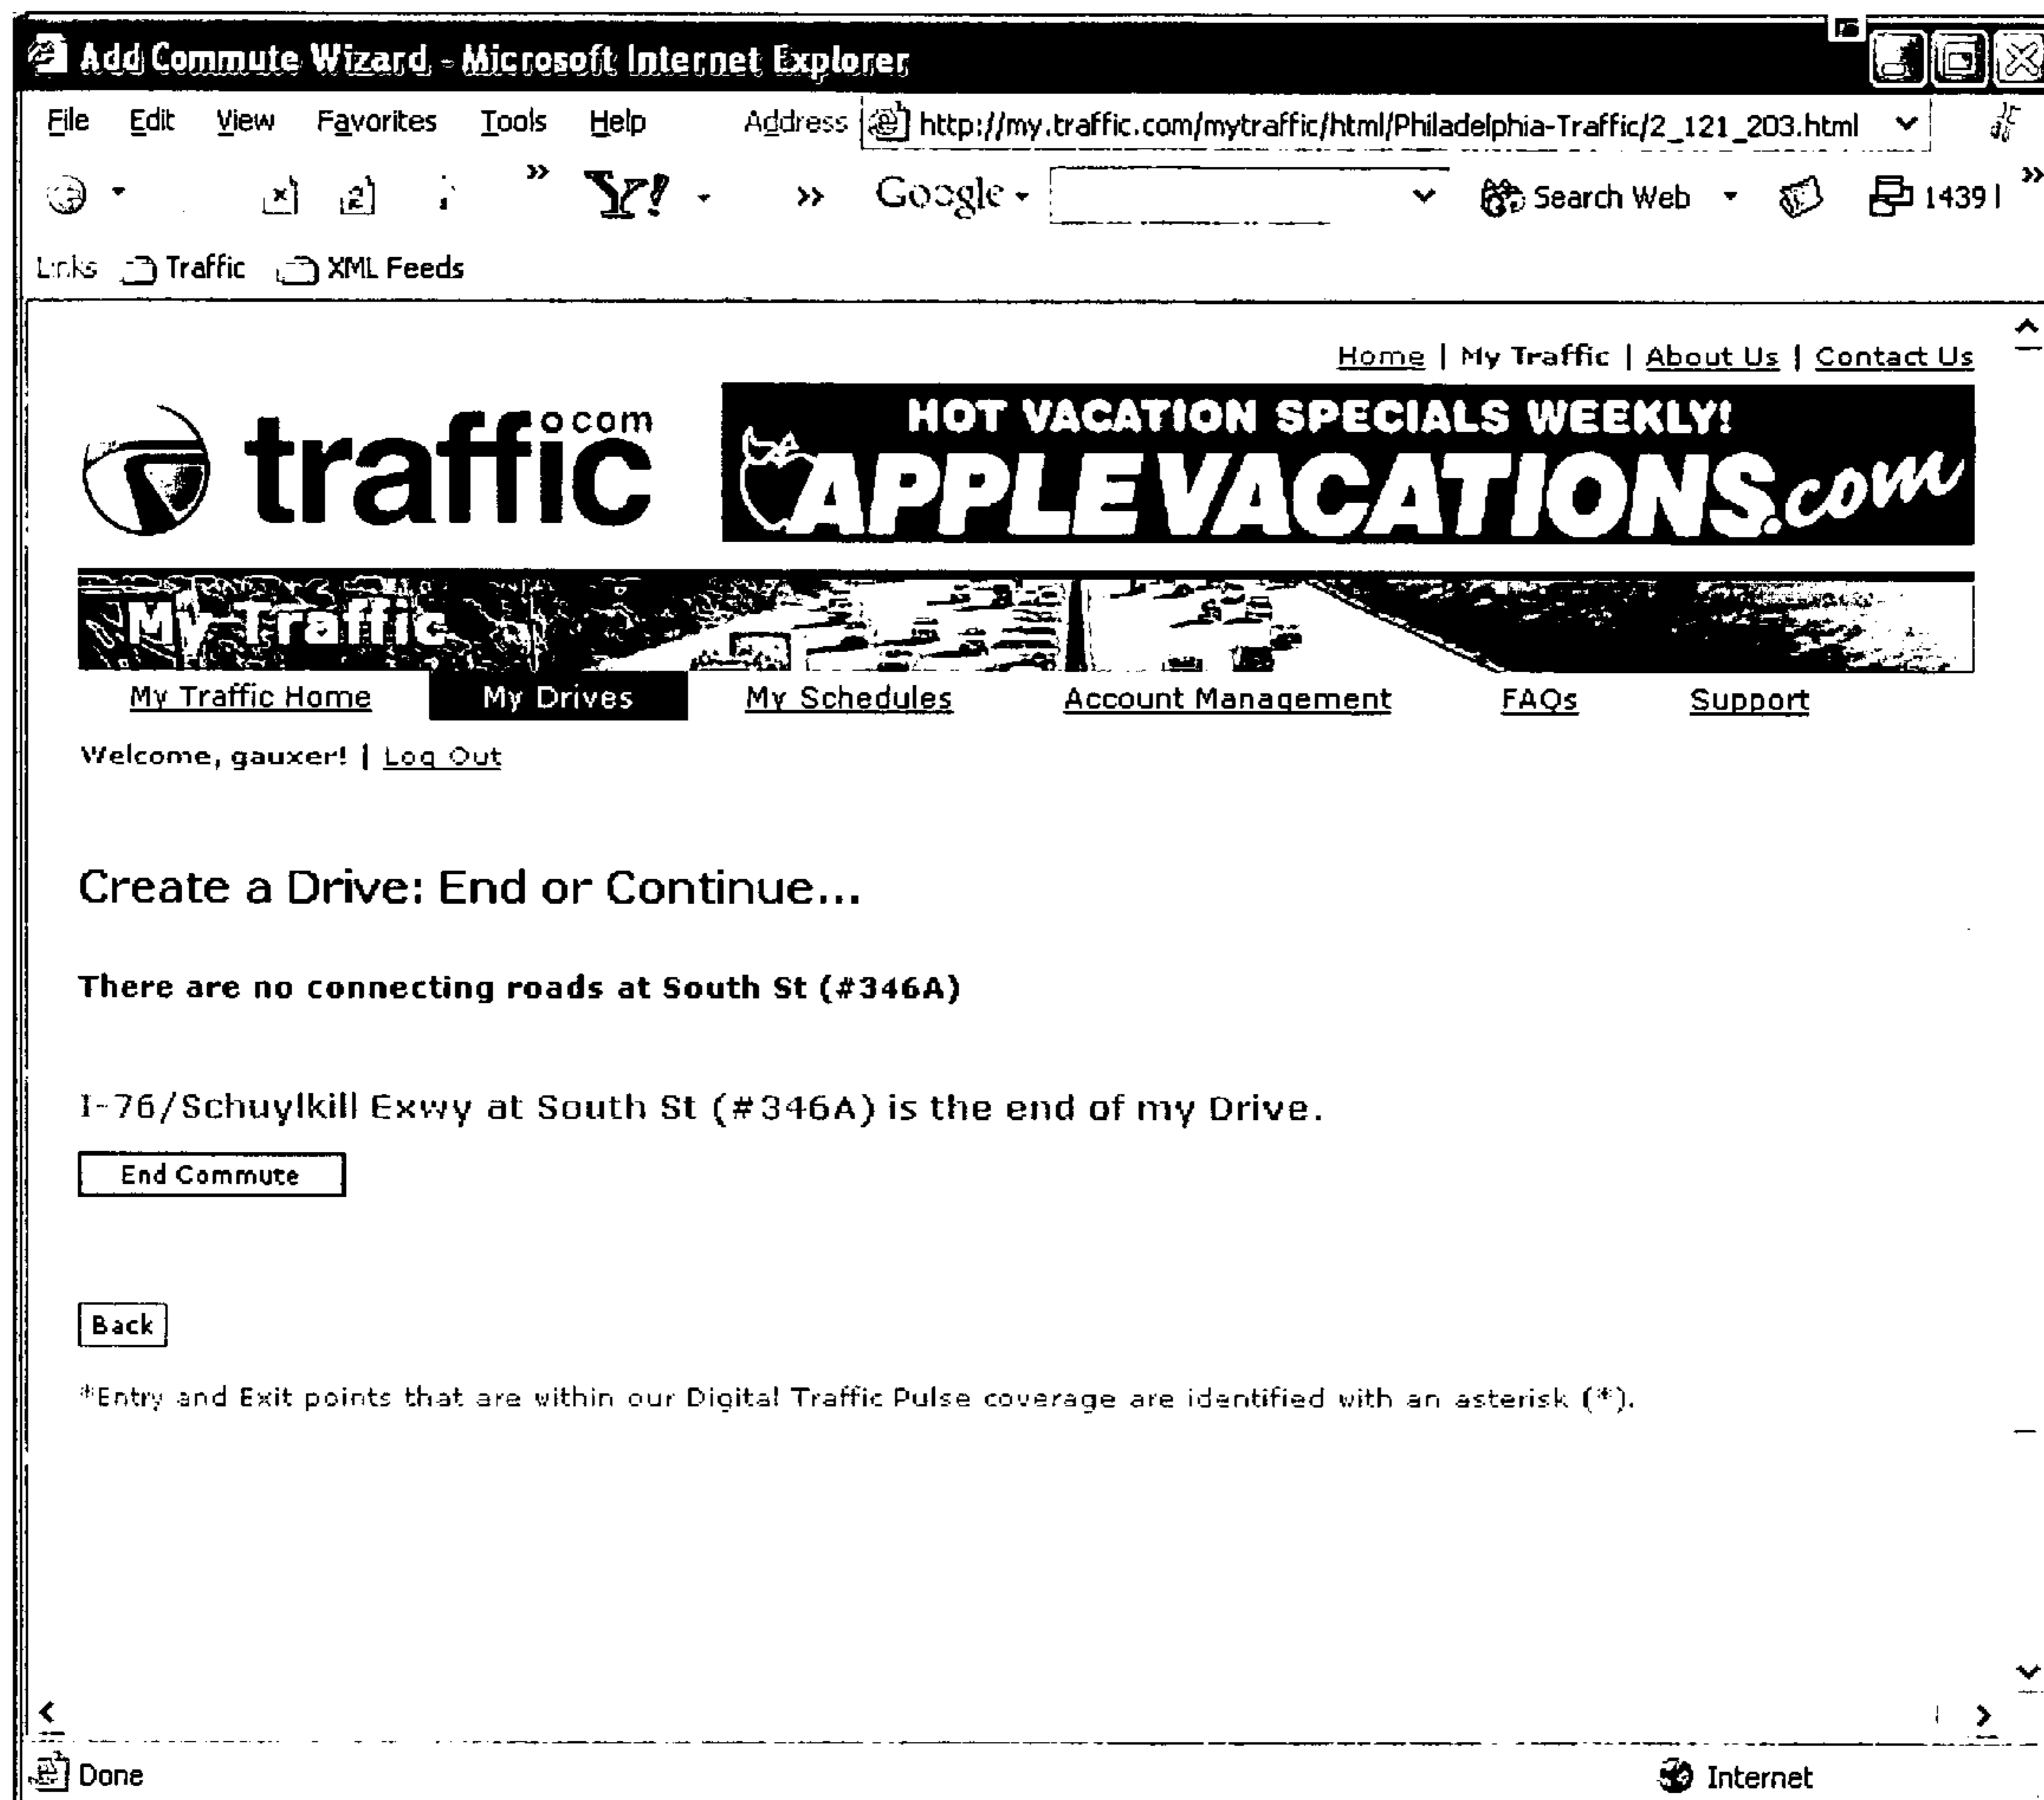 Add Commute Wizard - Microsoft Internet Explorer
File Edit View Favorites Tools Help Address http://my.traffic.com/mytraffic/html/Philadelphia-Traffic/2_121_203.html
Y! Google Search Web 1439
Links Traffic XML Feeds
Home | My Traffic | About Us | Contact Us
traffic.com
HOT VACATION SPECIALS WEEKLY!
APPLEVACATIONS.com
My Traffic
My Traffic Home My Drives My Schedules Account Management FAQs Support
Welcome, gauxer! | Log Out
Create a Drive: End or Continue...
There are no connecting roads at South St (#346A)
I-76/Schuylkill Exwy at South St (#346A) is the end of my Drive.
End Commute
Back
*Entry and Exit points that are within our Digital Traffic Pulse coverage are identified with an asterisk (*).
Done Internet